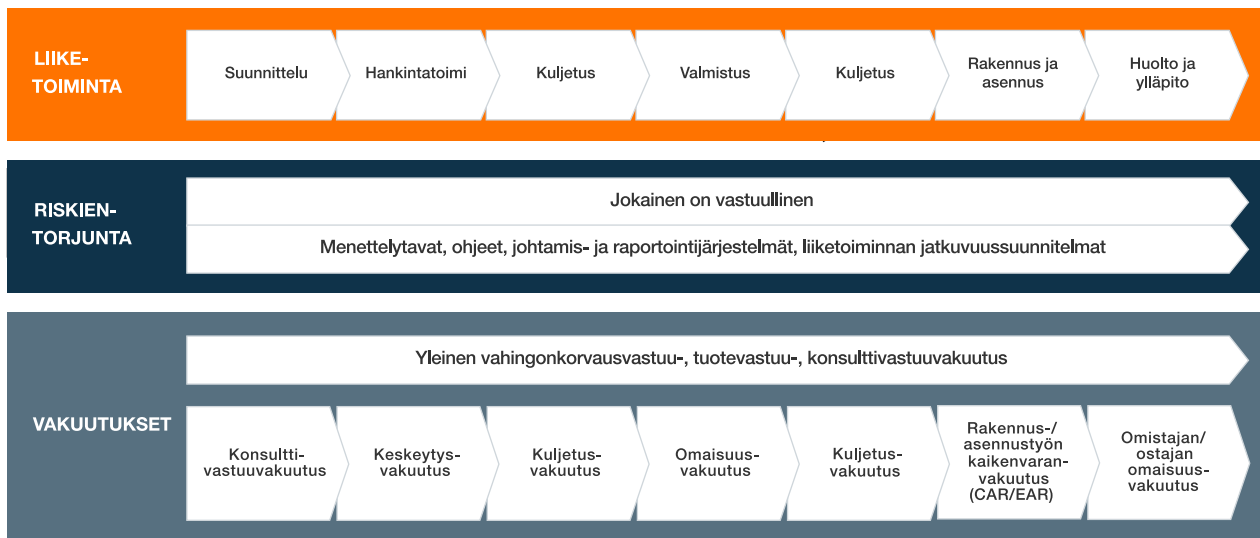 LIIKE-
TOIMINTA
Suunnittelu
Hankintatoimi
Kuljetus
Valmistus
Kuljetus
Rakennus ja
asennus
Huolto ja
ylläpito
RISKIEN-
TORJUNTA
Jokainen on vastuullinen
Menettelytavat, ohjeet, johtamis- ja raportointijärjestelmät, liiketoiminnan jatkuvuussuunnitelmat
VAKUUTUKSET
Yleinen vahingonkorvausvastuu-, tuotevastuu-, konsulttivastuuvakuutus
Konsultti-
vastuuvakuutus
Keskeytys-
vakuutus
Kuljetus-
vakuutus
Omaisuus-
vakuutus
Kuljetus-
vakuutus
Rakennus-/
asennustyön
kaikenvaran-
vakuutus
(CAR/EAR)
Omistajan/
ostajan
omaisuus-
vakuutus